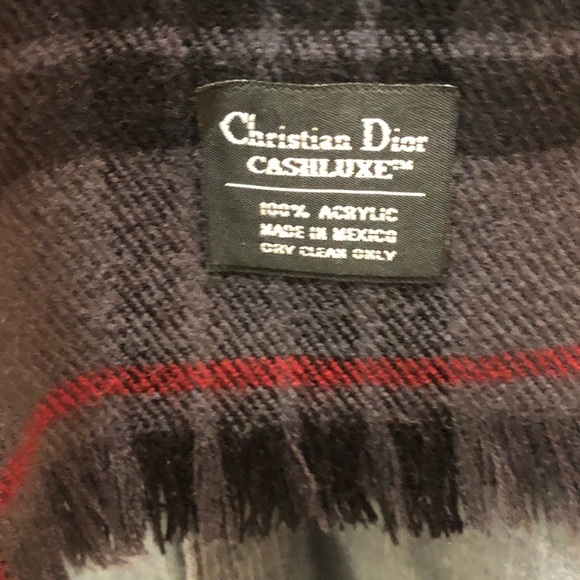 Christian Dior
CASHLUXE™
100% ACRYLIC
MADE IN MEXICO
DRY CLEAN ONLY